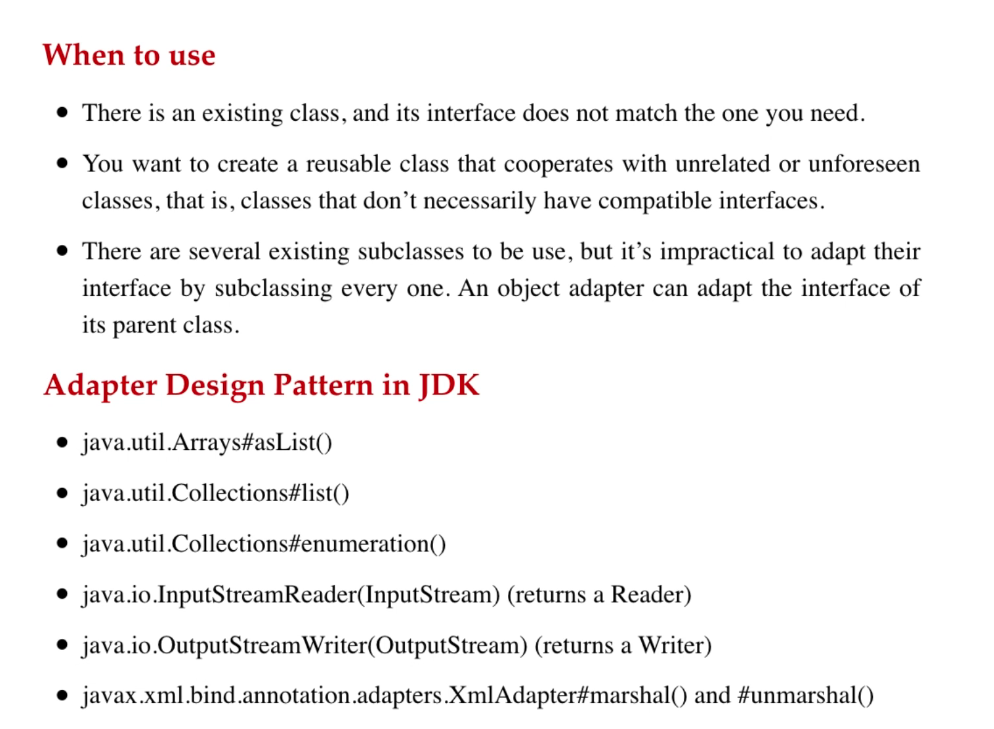 When to use
• There is an existing class, and its interface does not match the one you need.
• You want to create a reusable class that cooperates with unrelated or unforeseen
classes, that is, classes that don't necessarily have compatible interfaces.
• There are several existing subclasses to be use, but it's impractical to adapt their
interface by subclassing every one. An object adapter can adapt the interface of
its parent class.
Adapter Design Pattern in JDK
• java.util.Arrays#asList()
• java.util.Collections#list()
• java.util.Collections#enumeration()
• java.io.InputStreamReader(InputStream) (returns a Reader)
• java.io.OutputStreamWriter(OutputStream) (returns a Writer)
• javax.xml.bind.annotation.adapters.XmlAdapter#marshal() and #unmarshal()